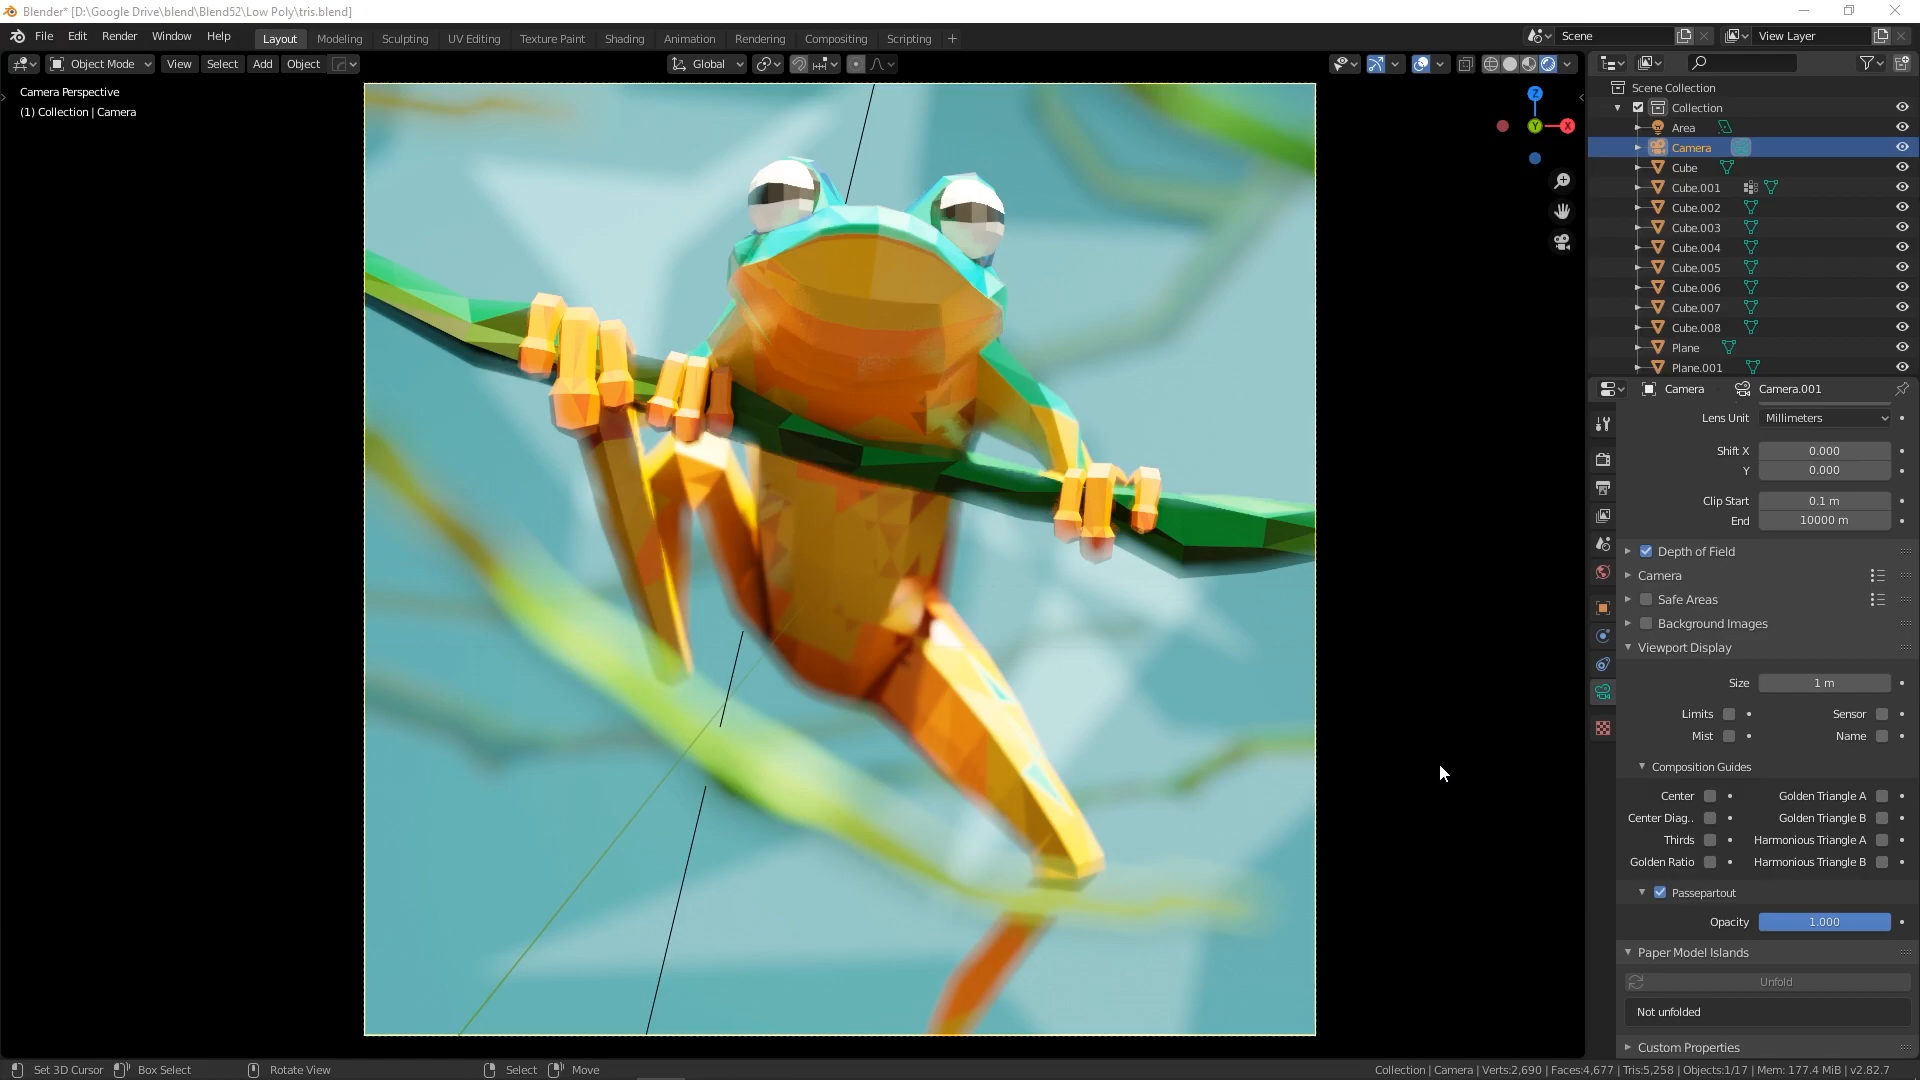 Blender* [D:\Google Drive\blend\Blend52\Low Poly\tris.blend]
File Edit Render Window Help
Layout Modeling Sculpting UV Editing Texture Paint Shading Animation Rendering Compositing Scripting +
Scene
View Layer
Object Mode View Select Add Object
Global
Camera Perspective
(1) Collection | Camera
Z
Y
X
Scene Collection
Collection
Area
Camera
Cube
Cube.001
Cube.002
Cube.003
Cube.004
Cube.005
Cube.006
Cube.007
Cube.008
Plane
Plane.001
Camera
Camera.001
Lens Unit Millimeters
Shift X 0.000
Y 0.000
Clip Start 0.1 m
End 10000 m
Depth of Field
Camera
Safe Areas
Background Images
Viewport Display
Size 1 m
Limits Sensor
Mist Name
Composition Guides
Center Golden Triangle A
Center Diag.. Golden Triangle B
Thirds Harmonious Triangle A
Golden Ratio Harmonious Triangle B
Passepartout
Opacity 1.000
Paper Model Islands
Unfold
Not unfolded
Custom Properties
Set 3D Cursor Box Select Rotate View Select Move
Collection | Camera | Verts:2,690 | Faces:4,677 | Tris:5,258 | Objects:1/17 | Mem: 177.4 MiB | v2.82.7